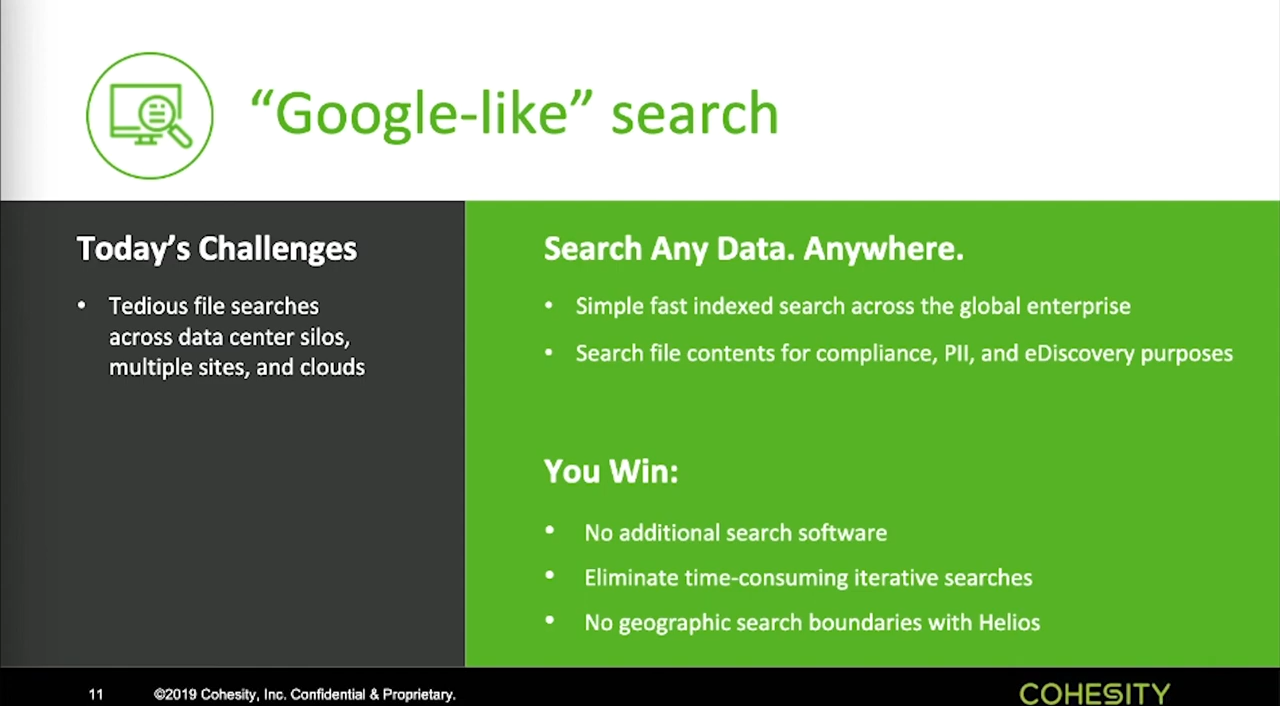 “Google-like” search
Today’s Challenges
• Tedious file searches
across data center silos,
multiple sites, and clouds
Search Any Data. Anywhere.
• Simple fast indexed search across the global enterprise
• Search file contents for compliance, PII, and eDiscovery purposes
You Win:
• No additional search software
• Eliminate time-consuming iterative searches
• No geographic search boundaries with Helios
11 ©2019 Cohesity, Inc. Confidential & Proprietary.
COHESITY